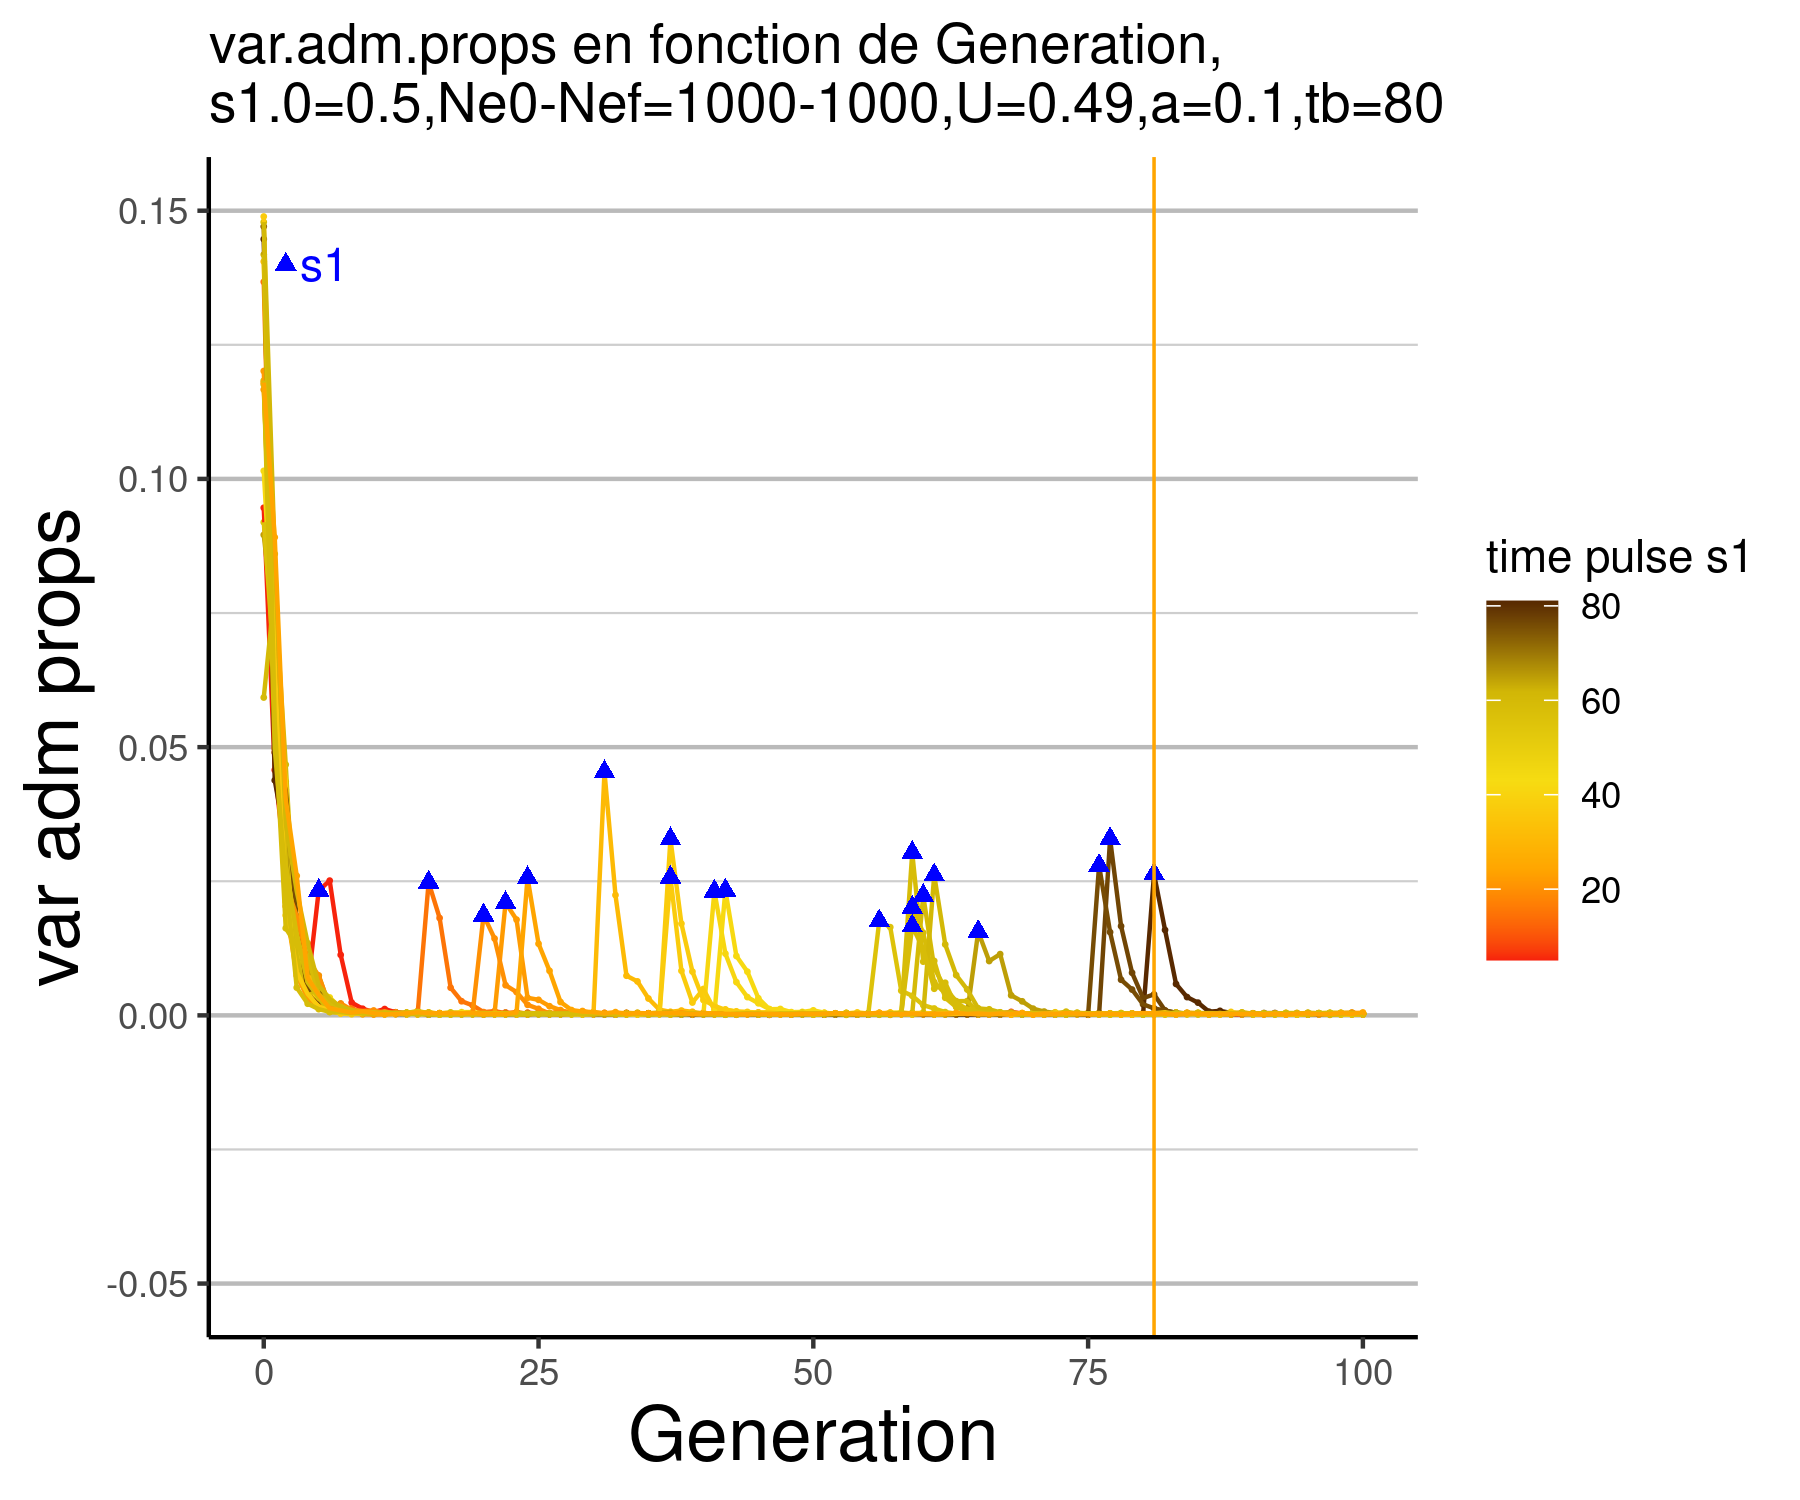 var.adm.props en fonction de Generation,
s1.0=0.5,Ne0-Nef=1000-1000,U=0.49,a=0.1,tb=80
var adm props
0.15
0.10
0.05
0.00
-0.05
s1
0
25
50
75
100
Generation
time pulse s1
80
60
40
20